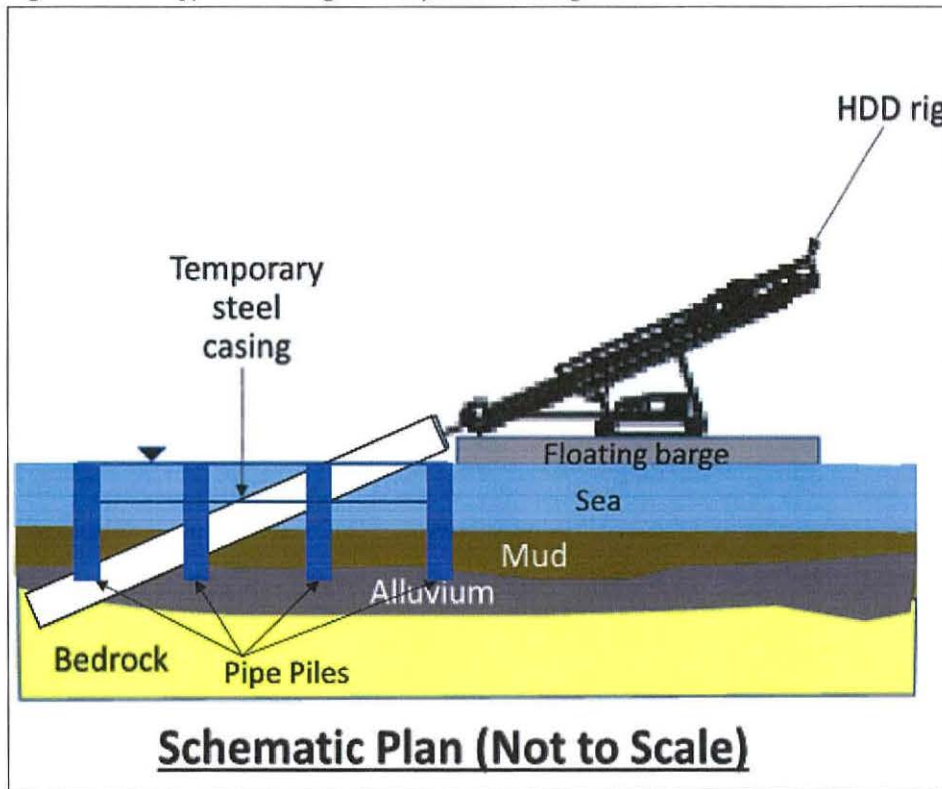 HDD rig
Temporary
steel
casing
Floating barge
Sea
Mud
Alluvium
Bedrock
Pipe Piles
Schematic Plan (Not to Scale)